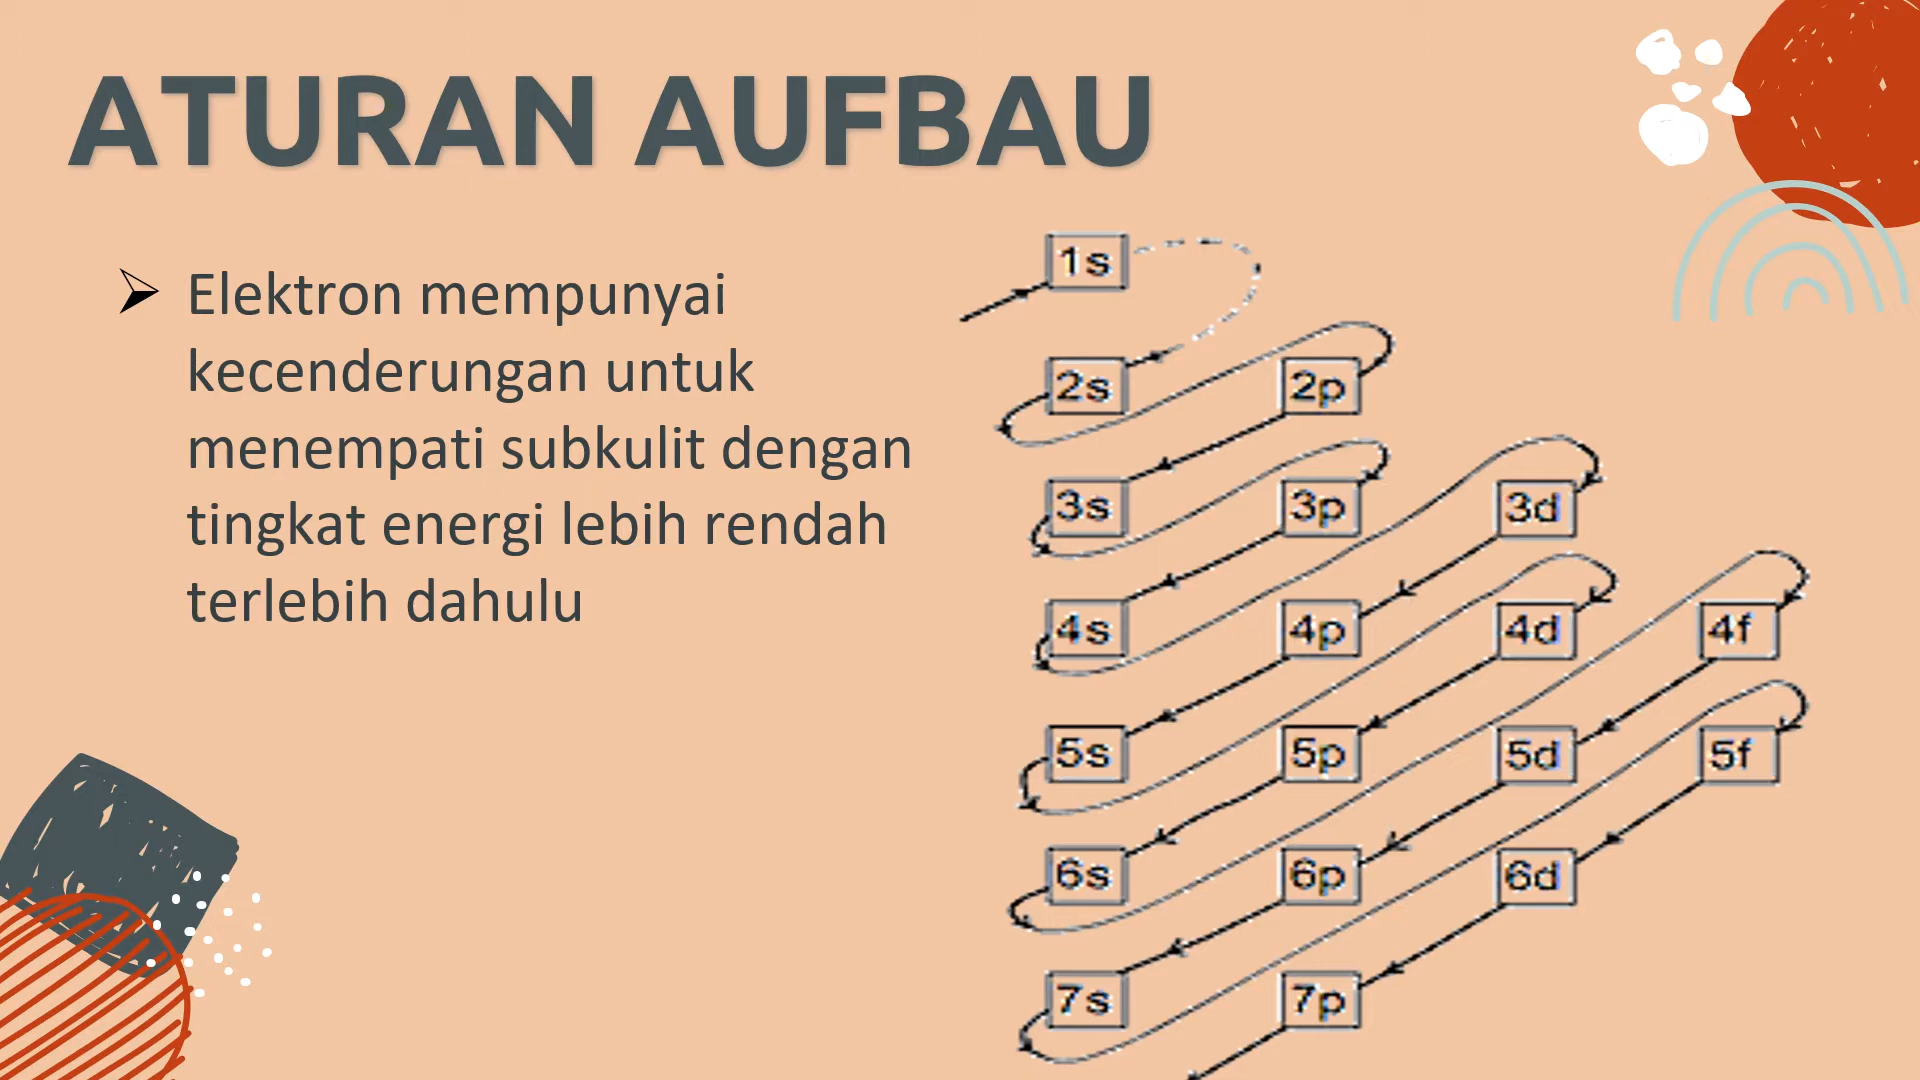 ATURAN AUFBAU
Elektron mempunyai
kecenderungan untuk
menempati subkulit dengan
tingkat energi lebih rendah
terlebih dahulu
1s
2s 2p
3s 3p 3d
4s 4p 4d 4f
5s 5p 5d 5f
6s 6p 6d
7s 7p